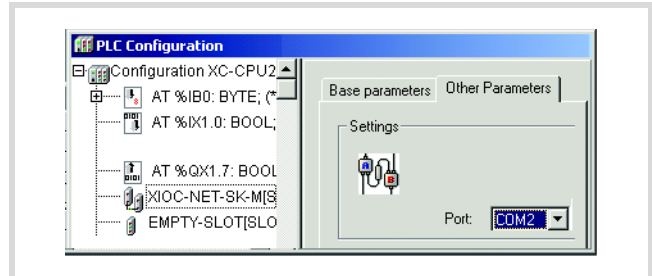 PLC Configuration
Configuration XC-CPU2
AT %IB0: BYTE; (*
AT %IX1.0: BOOL;
AT %QX1.7: BOOL
XIOC-NET-SK-M[S
EMPTY-SLOT[SLO
Base parameters
Other Parameters
Settings
Port:
COM2